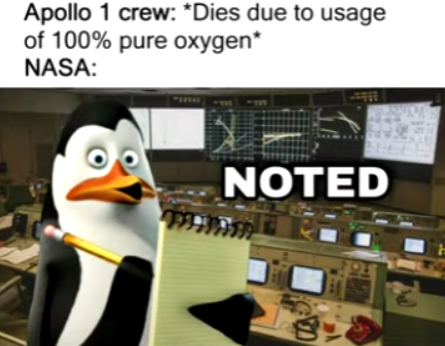 Apollo 1 crew: *Dies due to usage
of 100% pure oxygen*
NASA:
NOTED